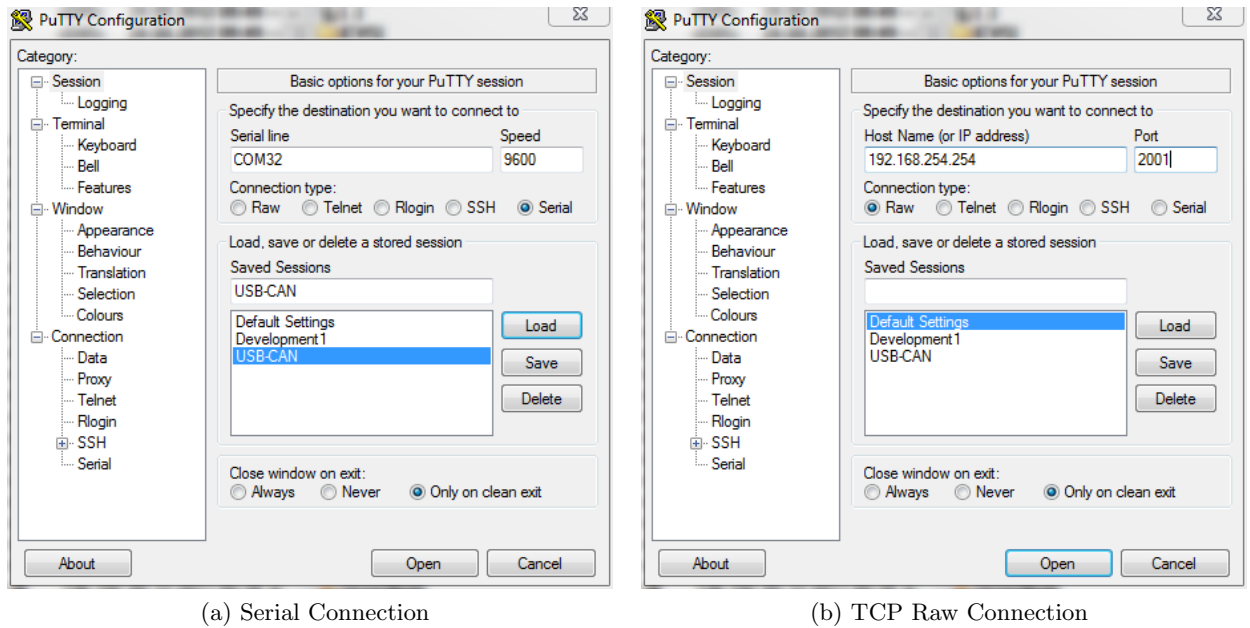 PuTTY Configuration
Category:
Session
Logging
Terminal
Keyboard
Bell
Features
Window
Appearance
Behaviour
Translation
Selection
Colours
Connection
Data
Proxy
Telnet
Rlogin
SSH
Serial
Basic options for your PuTTY session
Specify the destination you want to connect to
Serial line Speed
COM32 9600
Connection type:
Raw Telnet Rlogin SSH Serial
Load, save or delete a stored session
Saved Sessions
USB-CAN
Default Settings
Development1
USB-CAN
Load
Save
Delete
Close window on exit:
Always Never Only on clean exit
About Open Cancel
(a) Serial Connection
PuTTY Configuration
Category:
Session
Logging
Terminal
Keyboard
Bell
Features
Window
Appearance
Behaviour
Translation
Selection
Colours
Connection
Data
Proxy
Telnet
Rlogin
SSH
Serial
Basic options for your PuTTY session
Specify the destination you want to connect to
Host Name (or IP address) Port
192.168.254.254 2001
Connection type:
Raw Telnet Rlogin SSH Serial
Load, save or delete a stored session
Saved Sessions
Default Settings
Development1
USB-CAN
Load
Save
Delete
Close window on exit:
Always Never Only on clean exit
About Open Cancel
(b) TCP Raw Connection